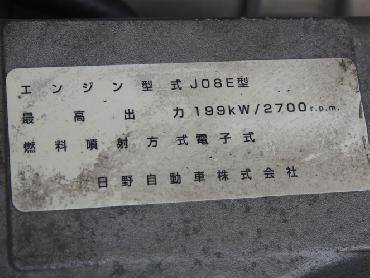 エンジン型式J08E型
最高出力199kW/2700r.p.m.
燃料噴射方式電子式
日野自動車株式会社